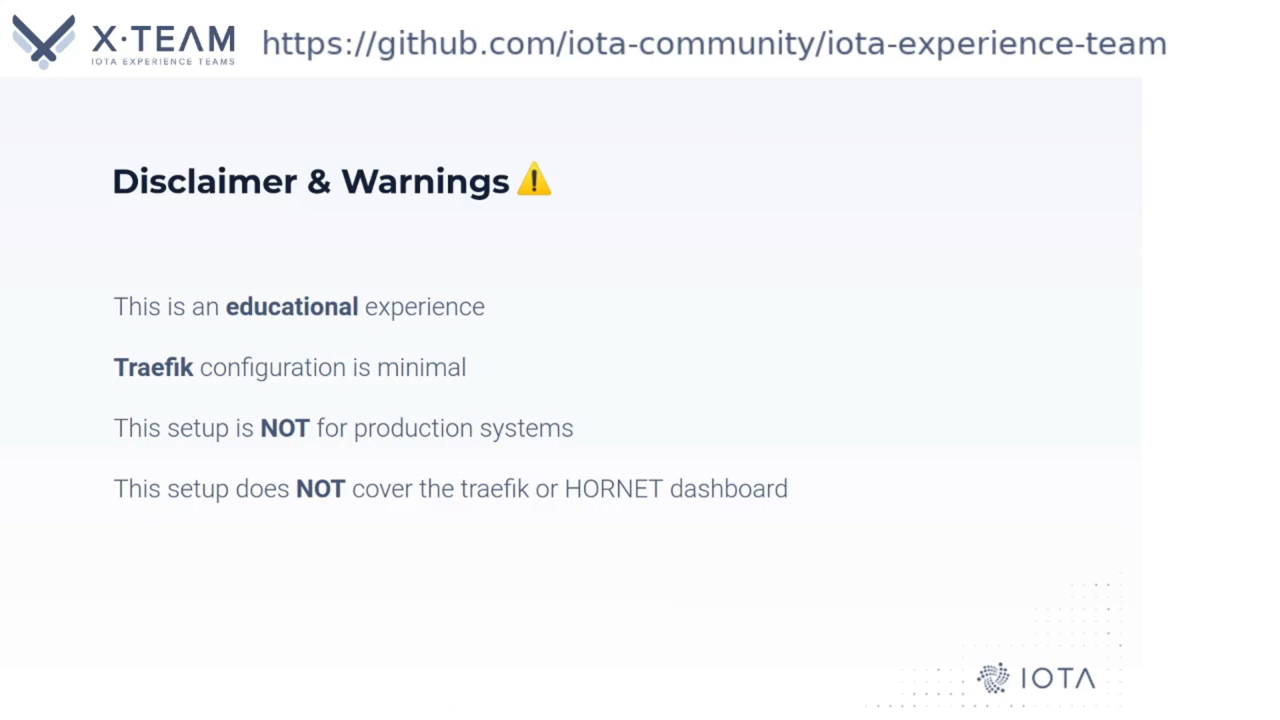 X·TEAM
IOTA EXPERIENCE TEAMS
https://github.com/iota-community/iota-experience-team
Disclaimer & Warnings ⚠️
This is an educational experience
Traefik configuration is minimal
This setup is NOT for production systems
This setup does NOT cover the traefik or HORNET dashboard
IOTA